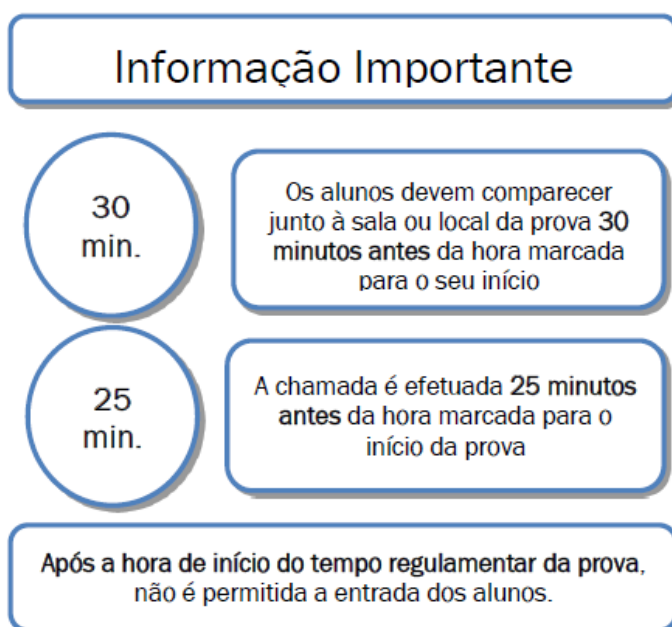 Informação Importante
30
min.
Os alunos devem comparecer
junto à sala ou local da prova 30
minutos antes da hora marcada
para o seu início
25
min.
A chamada é efetuada 25 minutos
antes da hora marcada para o
início da prova
Após a hora de início do tempo regulamentar da prova,
não é permitida a entrada dos alunos.